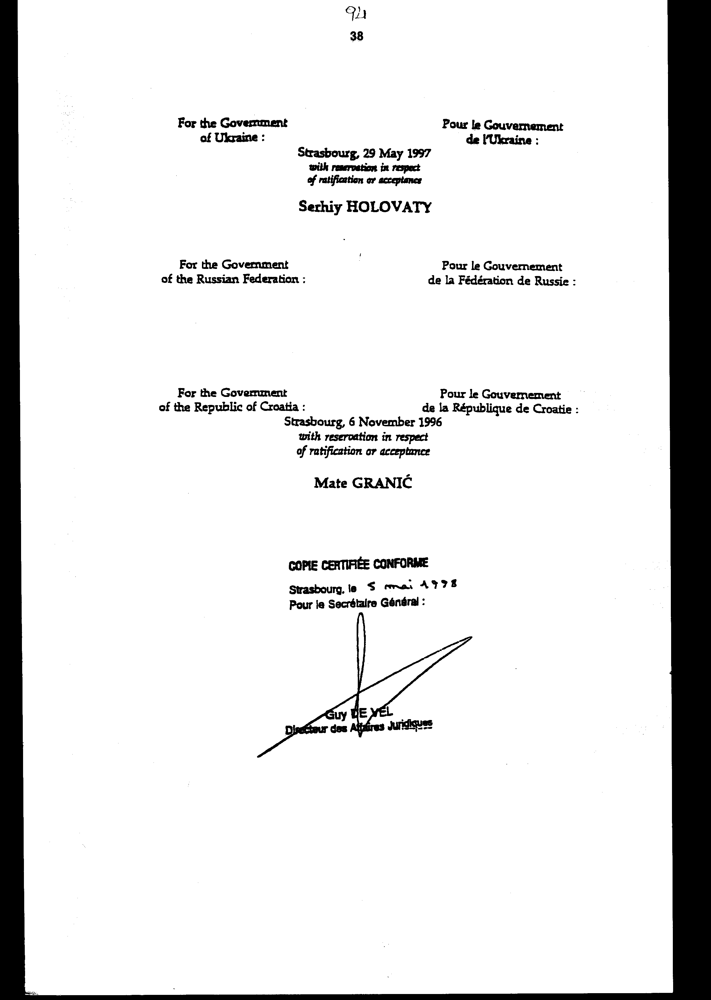 94
38
For the Government
of Ukraine :
Pour le Gouvernement
de l'Ukraine :
Strasbourg, 29 May 1997
with reservation in respect
of ratification or acceptance
Serhiy HOLOVATY
For the Government
of the Russian Federation :
Pour le Gouvernement
de la Fédération de Russie :
For the Government
of the Republic of Croatia :
Pour le Gouvernement
de la République de Croatie :
Strasbourg, 6 November 1996
with reservation in respect
of ratification or acceptance
Mate GRANIĆ
COPIE CERTIFIÉE CONFORME
Strasbourg, le 5 mai 1998
Pour le Secrétaire Général :
Guy DE VEL
Directeur des Affaires Juridiques